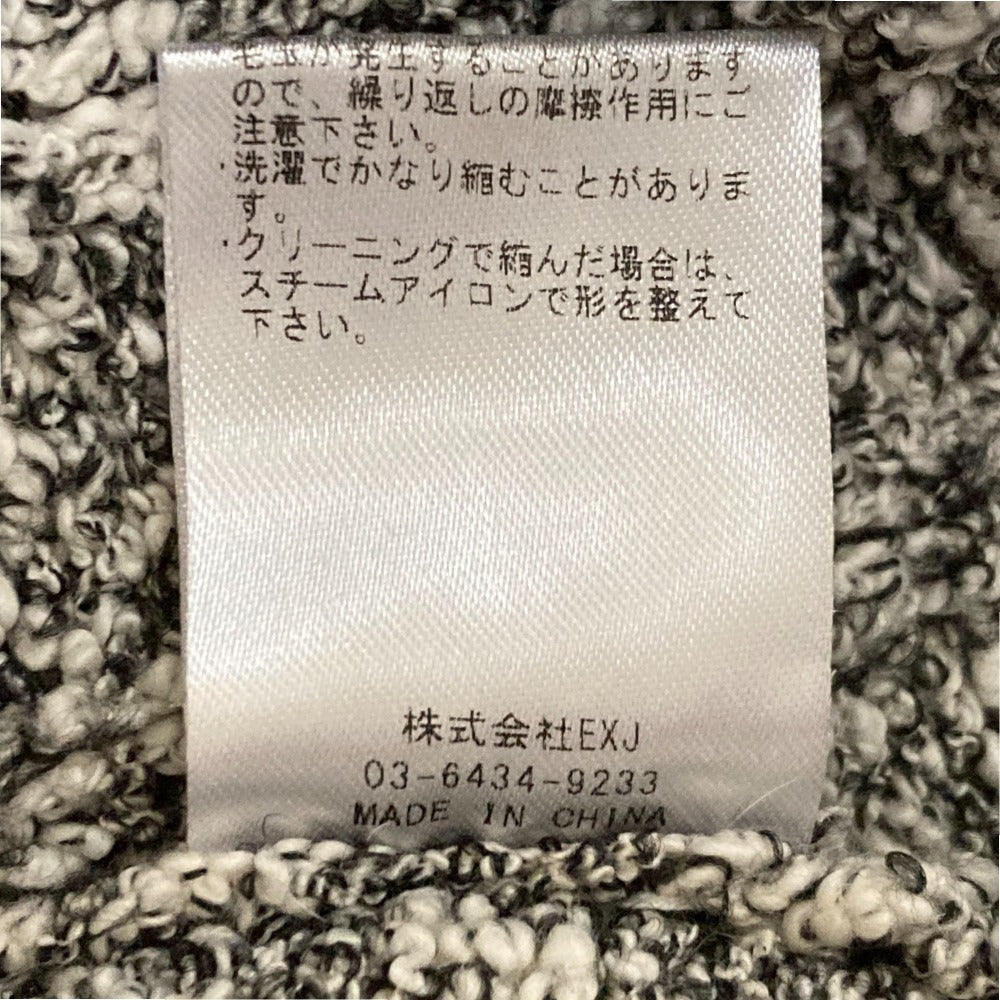 毛玉が発生することがあります
ので、繰り返しの摩擦作用にご
注意下さい。
・洗濯でかなり縮むことがありま
す。
・クリーニングで縮んだ場合は、
スチームアイロンで形を整えて
下さい。
株式会社EXJ
03-6434-9233
MADE IN CHINA